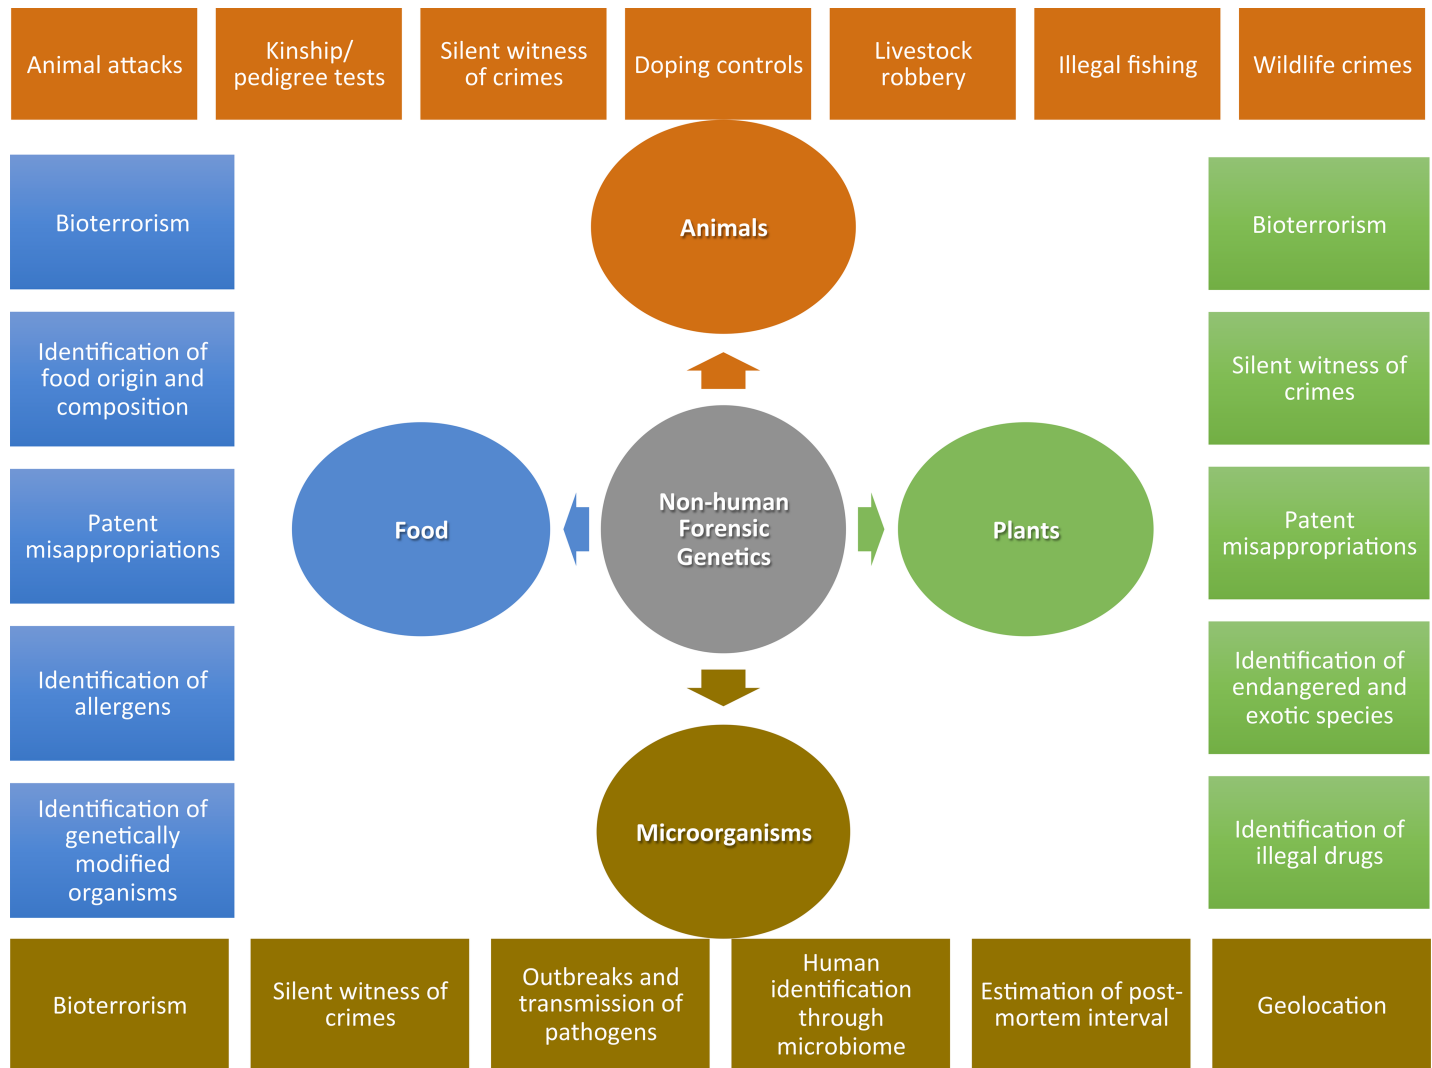 Animal attacks
Kinship/
pedigree tests
Silent witness
of crimes
Doping controls
Livestock
robbery
Illegal fishing
Wildlife crimes
Animals
Bioterrorism
Identification of
food origin and
composition
Patent
misappropriations
Identification of
allergens
Identification of
genetically
modified
organisms
Food
Non-human
Forensic
Genetics
Plants
Bioterrorism
Silent witness of
crimes
Patent
misappropriations
Identification of
endangered and
exotic species
Identification of
illegal drugs
Microorganisms
Bioterrorism
Silent witness of
crimes
Outbreaks and
transmission of
pathogens
Human
identification
through
microbiome
Estimation of post-
mortem interval
Geolocation